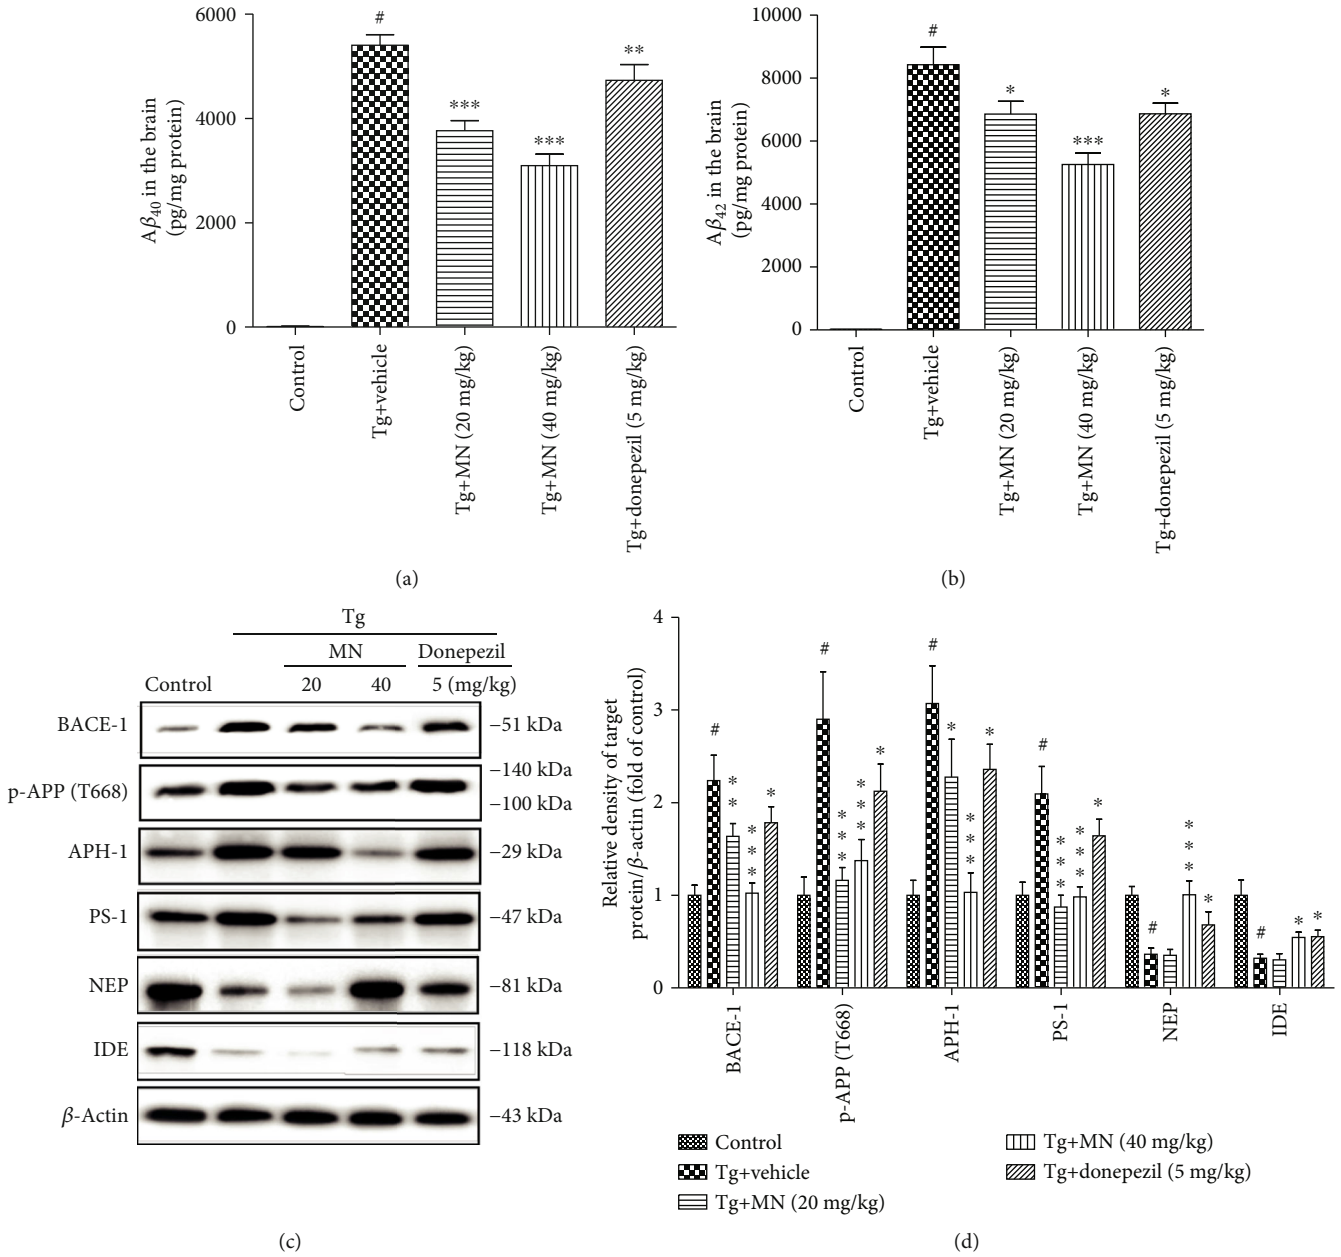 Aβ40 in the brain
(pg/mg protein)
6000
4000
2000
0
#
***
***
**
Control
Tg+vehicle
Tg+MN (20 mg/kg)
Tg+MN (40 mg/kg)
Tg+donepezil (5 mg/kg)
(a)
Aβ42 in the brain
(pg/mg protein)
10000
8000
6000
4000
2000
0
#
*
***
*
Control
Tg+vehicle
Tg+MN (20 mg/kg)
Tg+MN (40 mg/kg)
Tg+donepezil (5 mg/kg)
(b)
Tg
MN
Donepezil
Control
20
40
5 (mg/kg)
BACE-1
−51 kDa
p-APP (T668)
−140 kDa
−100 kDa
APH-1
−29 kDa
PS-1
−47 kDa
NEP
−81 kDa
IDE
−118 kDa
β-Actin
−43 kDa
(c)
Relative density of target
protein/β-actin (fold of control)
4
3
2
1
0
#
**
***
*
#
***
***
*
#
*
***
*
#
***
***
*
#
***
*
#
*
*
BACE-1
p-APP (T668)
APH-1
PS-1
NEP
IDE
Control
Tg+vehicle
Tg+MN (20 mg/kg)
Tg+MN (40 mg/kg)
Tg+donepezil (5 mg/kg)
(d)